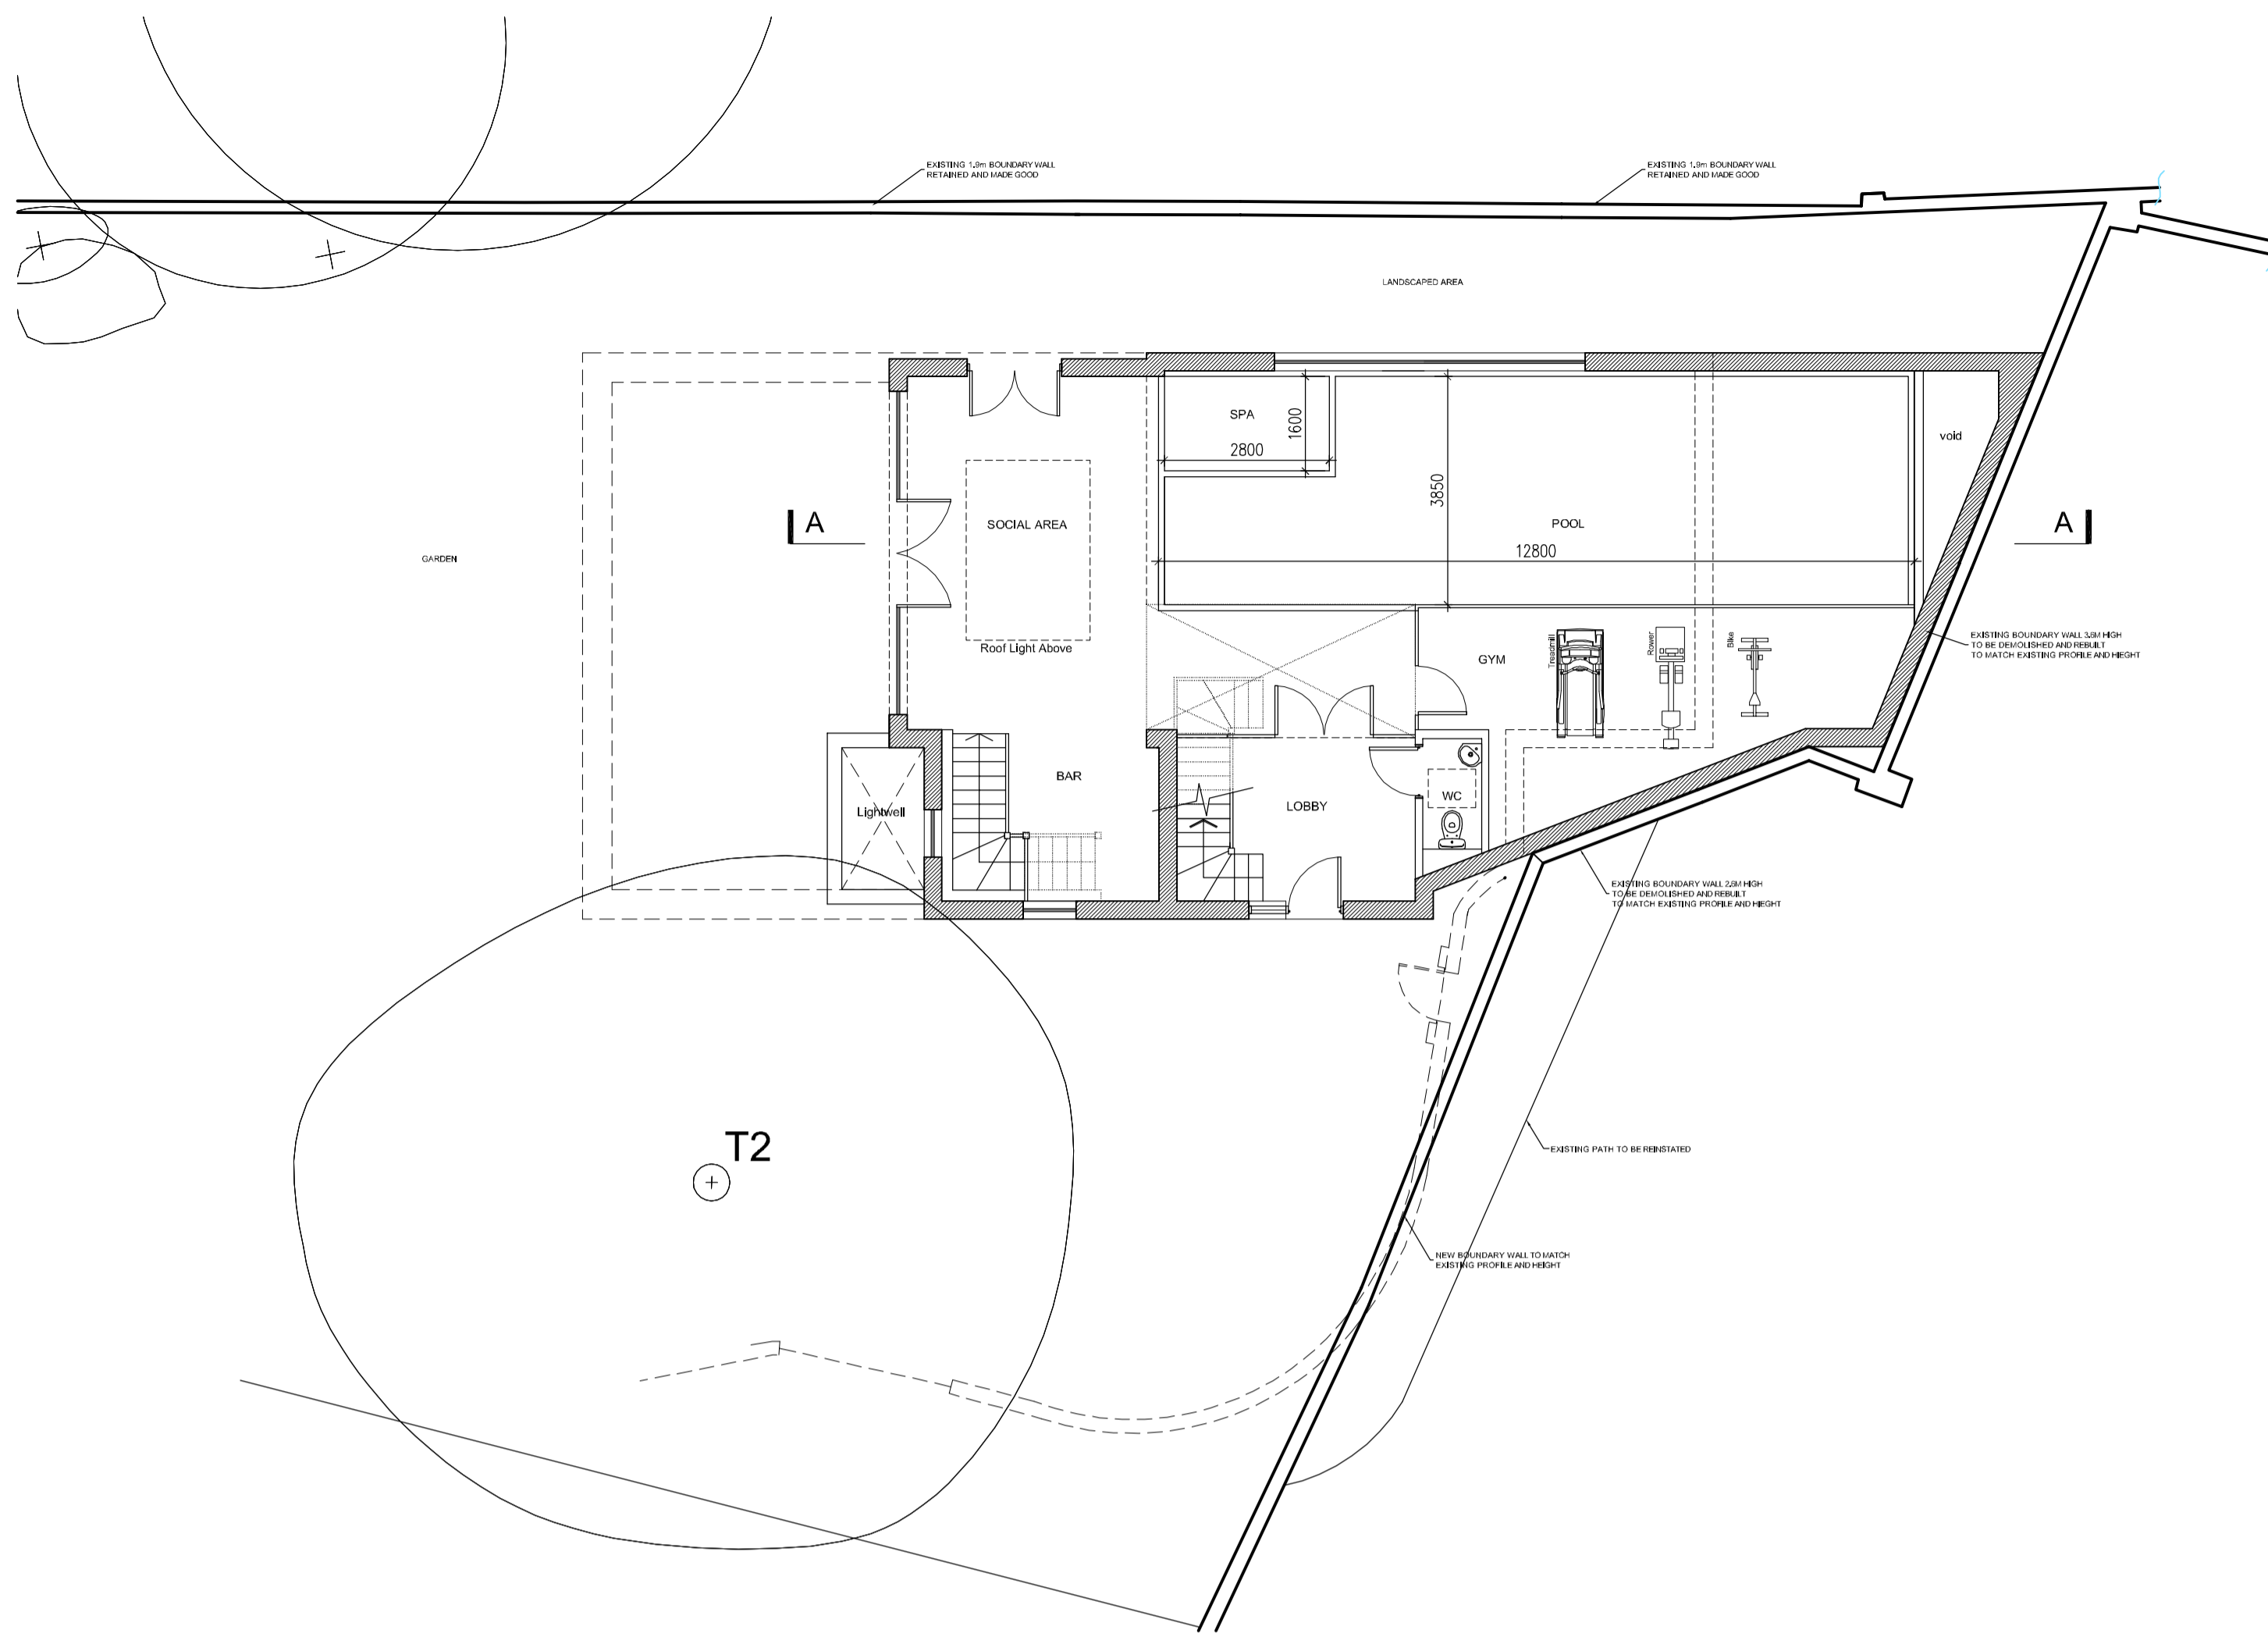 EXISTING 1.9m BOUNDARY WALL
RETAINED AND MADE GOOD
EXISTING 1.9m BOUNDARY WALL
RETAINED AND MADE GOOD
LANDSCAPED AREA
SPA
1600
2800
void
3850
A
SOCIAL AREA
POOL
A
12800
GARDEN
Roof Light Above
GYM
Treadmill
Rower
Bike
EXISTING BOUNDARY WALL 3.8M HIGH
TO BE DEMOLISHED AND REBUILT
TO MATCH EXISTING PROFILE AND HIEGHT
BAR
WC
LOBBY
Lightwell
EXISTING BOUNDARY WALL 2.6M HIGH
TO BE DEMOLISHED AND REBUILT
TO MATCH EXISTING PROFILE AND HIEGHT
T2
EXISTING PATH TO BE REINSTATED
NEW BOUNDARY WALL TO MATCH
EXISTING PROFILE AND HEIGHT